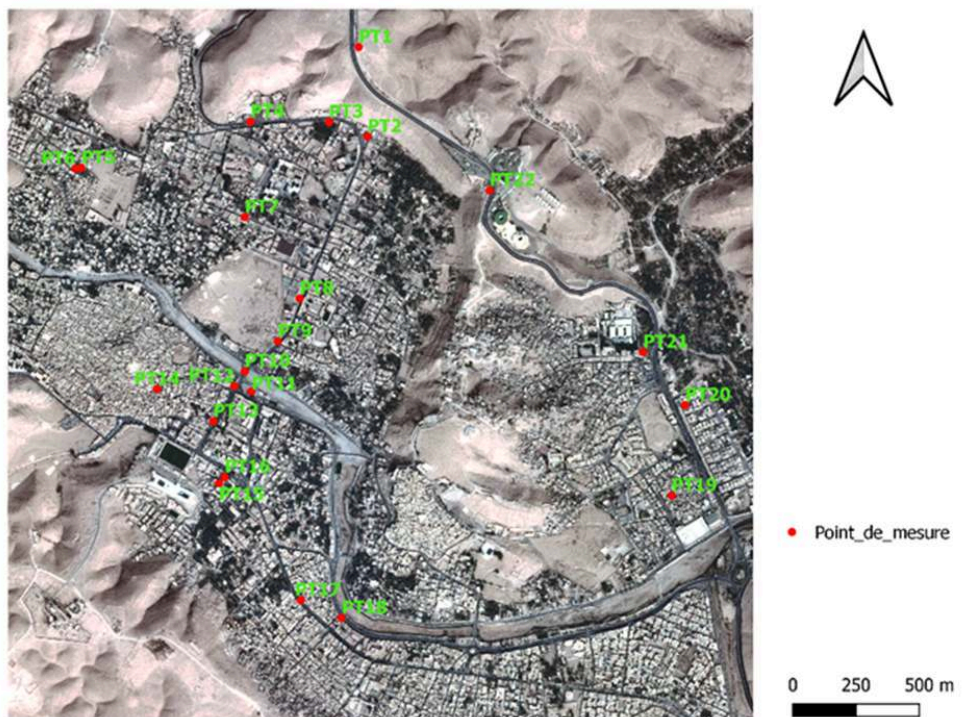 PT1
PT4
PT3
PT2
PT6
PT5
PT22
PT7
PT8
PT9
PT21
PT10
PT14
PT12
PT11
PT20
PT13
PT16
PT15
PT19
PT17
PT18
Point_de_mesure
0 250 500 m